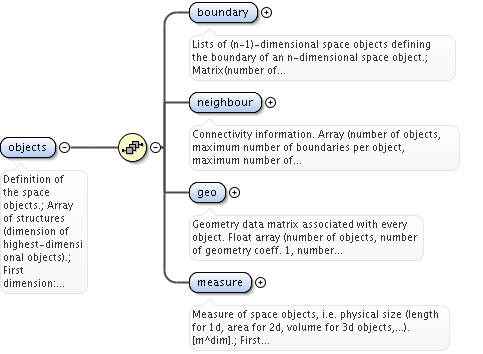 boundary
Lists of (n-1)-dimensional space objects defining
the boundary of an n-dimensional space object.;
Matrix(number of...
neighbour
Connectivity information. Array (number of objects,
maximum number of boundaries per object,
maximum number of...
objects
Definition of
the space
objects.; Array
of structures
(dimension of
highest-dimensi
onal objects).;
First
dimension:...
geo
Geometry data matrix associated with every
object. Float array (number of objects, number
of geometry coeff. 1, number...
measure
Measure of space objects, i.e. physical size (length
for 1d, area for 2d, volume for 3d objects,...).
[m^dim].; First...